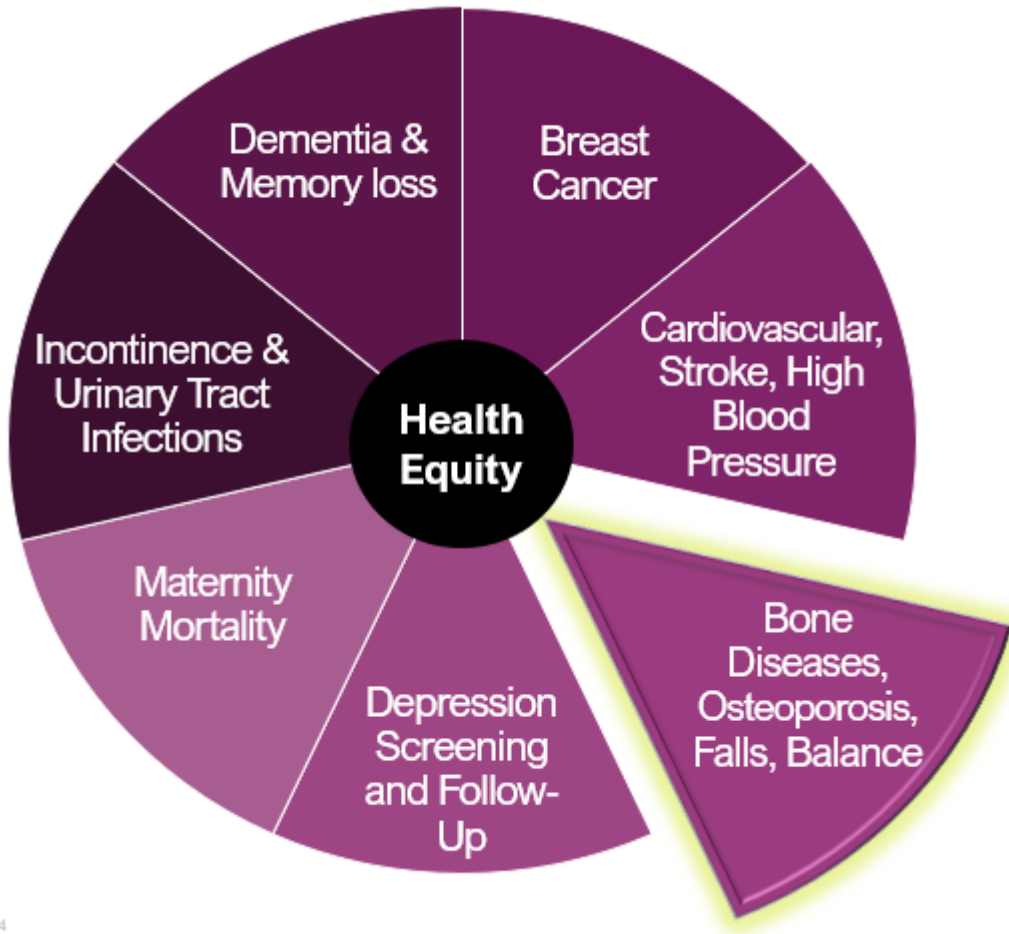 Dementia &
Memory loss
Breast
Cancer
Cardiovascular,
Stroke, High
Blood
Pressure
Incontinence &
Urinary Tract
Infections
Health
Equity
Maternity
Mortality
Bone
Diseases,
Osteoporosis,
Falls, Balance
Depression
Screening
and Follow-
Up
4